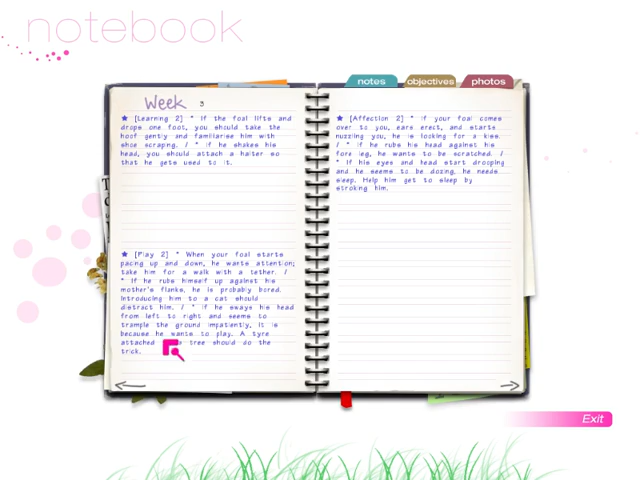 notebook
notes objectives photos
Week 3
★ [Learning 2] * If the foal lifts and
drops one foot, you should take the
hoof gently and familiarise him with
shoe scraping. / * If he shakes his
head, you should attach a halter so
that he gets used to it.
★ [Play 2] * When your foal starts
pacing up and down, he wants attention;
take him for a walk with a tether. /
* If he rubs himself up against his
mother's flanks, he is probably bored.
Introducing him to a cat should
distract him. / * If he sways his head
from left to right and seems to
trample the ground impatiently, it is
because he wants to play. A tyre
attached a tree should do the
trick.
★ [Affection 2] * If your foal comes
over to you, ears erect, and starts
nuzzling you, he is looking for a kiss.
/ * If he rubs his head against his
fore leg, he wants to be scratched. /
* If his eyes and head start drooping
and he seems to be dozing, he needs
sleep. Help him get to sleep by
stroking him.
Exit